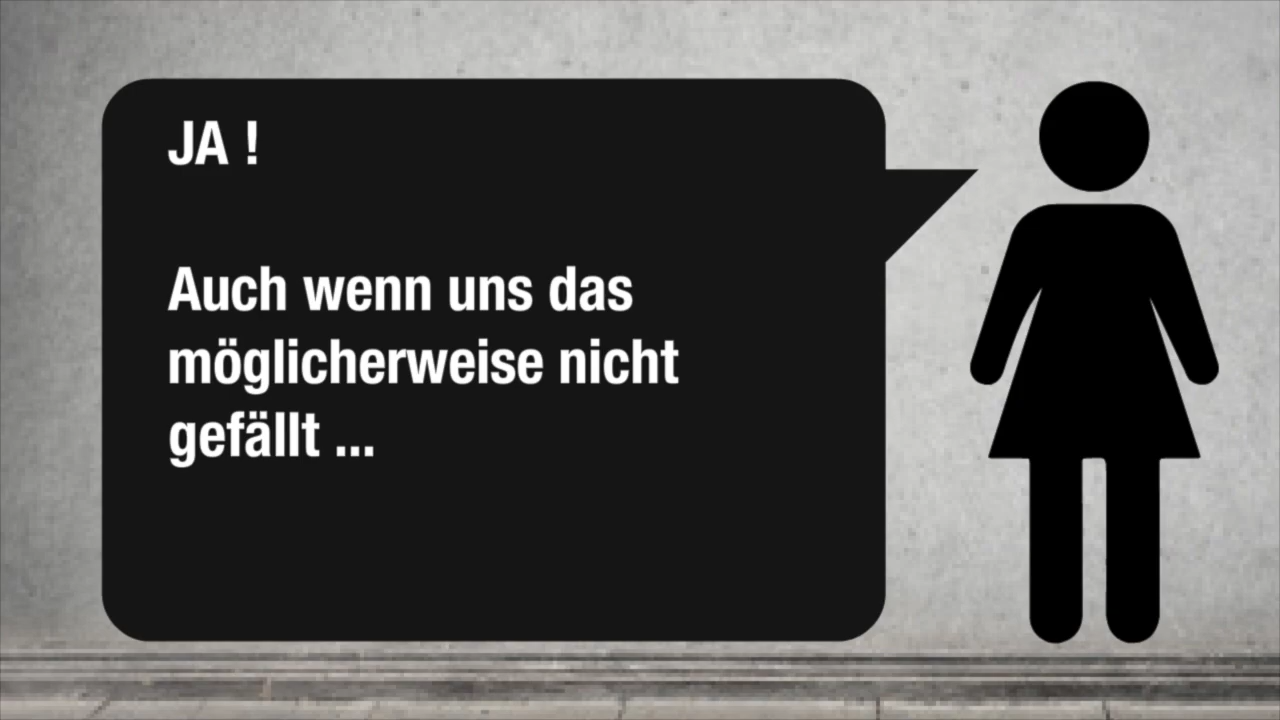 JA !
Auch wenn uns das
möglicherweise nicht
gefällt ...